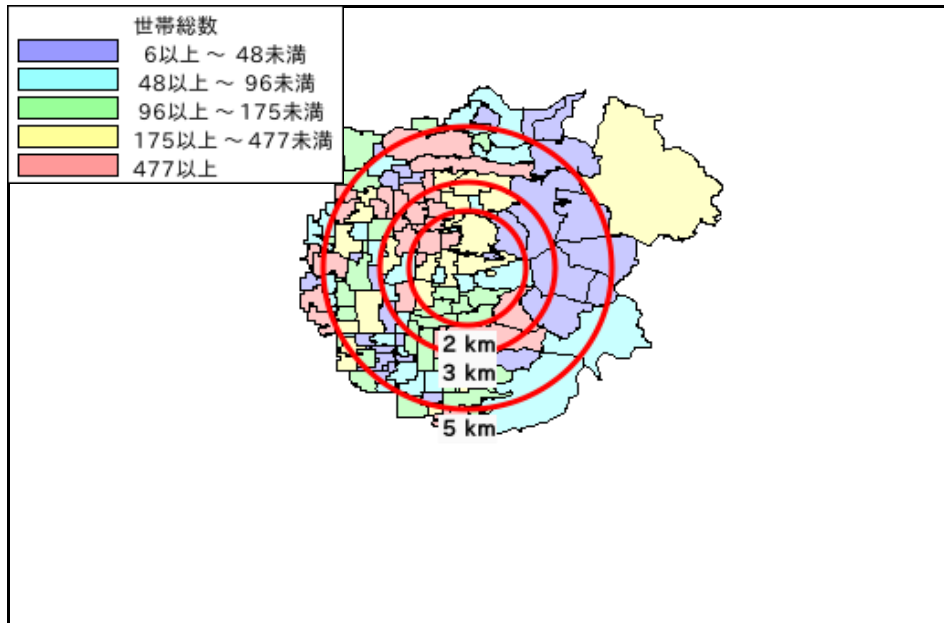 世帯総数
6以上 ～ 48未満
48以上 ～ 96未満
96以上 ～ 175未満
175以上 ～ 477未満
477以上
2 km
3 km
5 km